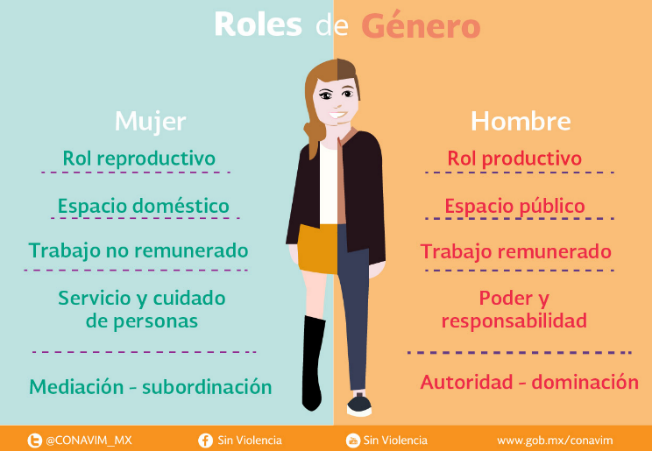 Roles de Género
Mujer
Rol reproductivo
Espacio doméstico
Trabajo no remunerado
Servicio y cuidado
de personas
Mediación - subordinación
Hombre
Rol productivo
Espacio público
Trabajo remunerado
Poder y
responsabilidad
Autoridad - dominación
@CONAVIM_MX
Sin Violencia
Sin Violencia
www.gob.mx/conavim